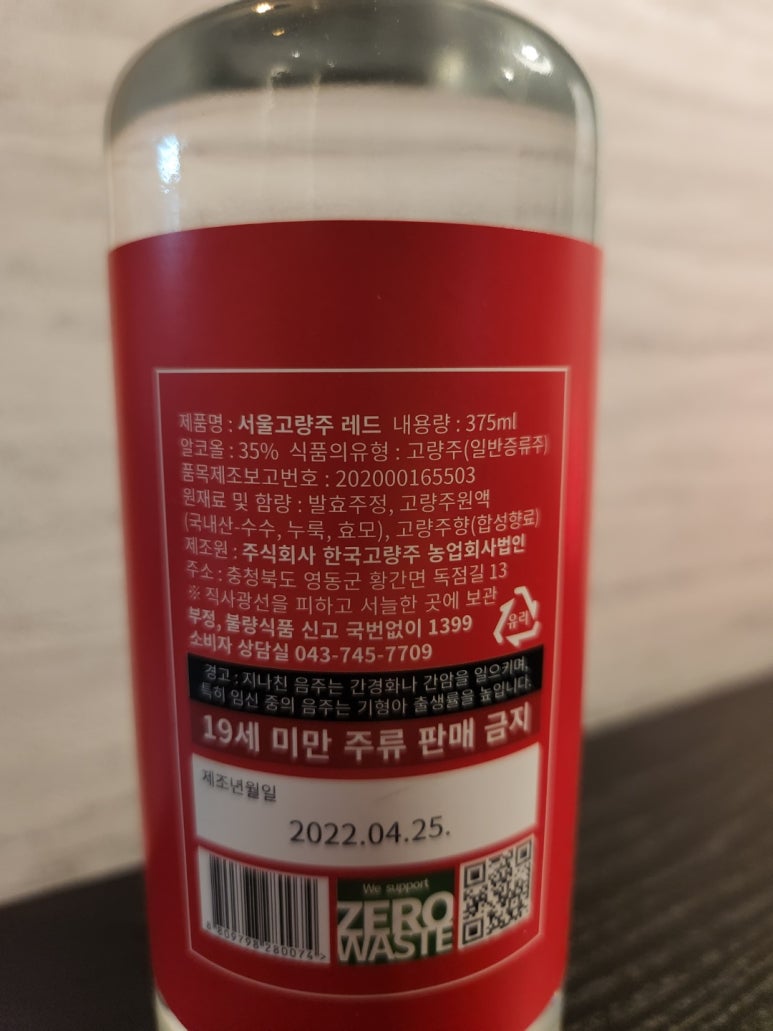 제품명 : 서울고량주 레드 내용량 : 375ml
알코올 : 35% 식품의유형 : 고량주(일반증류주)
품목제조보고번호 : 202000165503
원재료 및 함량 : 발효주정, 고량주원액
(국내산-수수, 누룩, 효모), 고량주향(합성향료)
제조원 : 주식회사 한국고량주 농업회사법인
주소 : 충청북도 영동군 황간면 독점길 13
※ 직사광선을 피하고 서늘한 곳에 보관
부정, 불량식품 신고 국번없이 1399
유리
소비자 상담실 043-745-7709
경고 : 지나친 음주는 간경화나 간암을 일으키며,
특히 임신 중의 음주는 기형아 출생률을 높입니다.
19세 미만 주류 판매 금지
제조년월일
2022.04.25.
We support
ZERO
WASTE
8 809798 280074 >